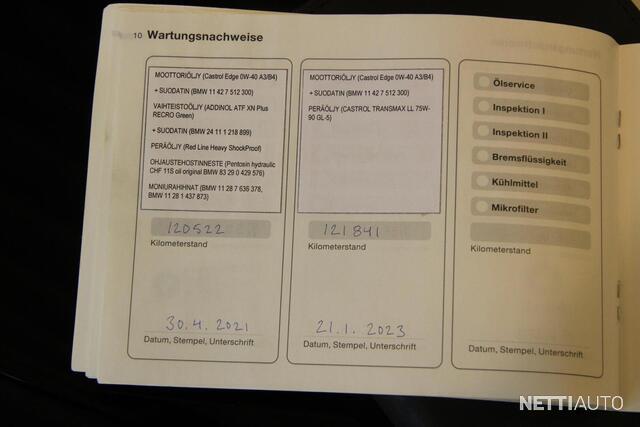 10 Wartungsnachweise
MOOTTORIÖLJY (Castrol Edge 0W-40 A3/B4)
+ SUODATIN (BMW 11 42 7 512 300)
VAIHTEISTOÖLJY (ADDINOL ATF XN Plus
RECRO Green)
+ SUODATIN (BMW 24 11 1 218 899)
PERÄÖLJY (Red Line Heavy ShockProof)
OHJAUSTEHOSTINNESTE (Pentosin hydraulic
CHF 11S oil original BMW 83 29 0 429 576)
MONIURAHIHNAT (BMW 11 28 7 636 378,
BMW 11 28 1 437 873)
120522
Kilometerstand
30.4.2021
Datum, Stempel, Unterschrift
MOOTTORIÖLJY (Castrol Edge 0W-40 A3/B4)
+ SUODATIN (BMW 11 42 7 512 300)
PERÄÖLJY (CASTROL TRANSMAX LL 75W-
90 GL-5)
121841
Kilometerstand
21.1.2023
Datum, Stempel, Unterschrift
Ölservice
Inspektion I
Inspektion II
Bremsflüssigkeit
Kühlmittel
Mikrofilter
Kilometerstand
Datum, Stempel, Unterschrift
NETTIAUTO